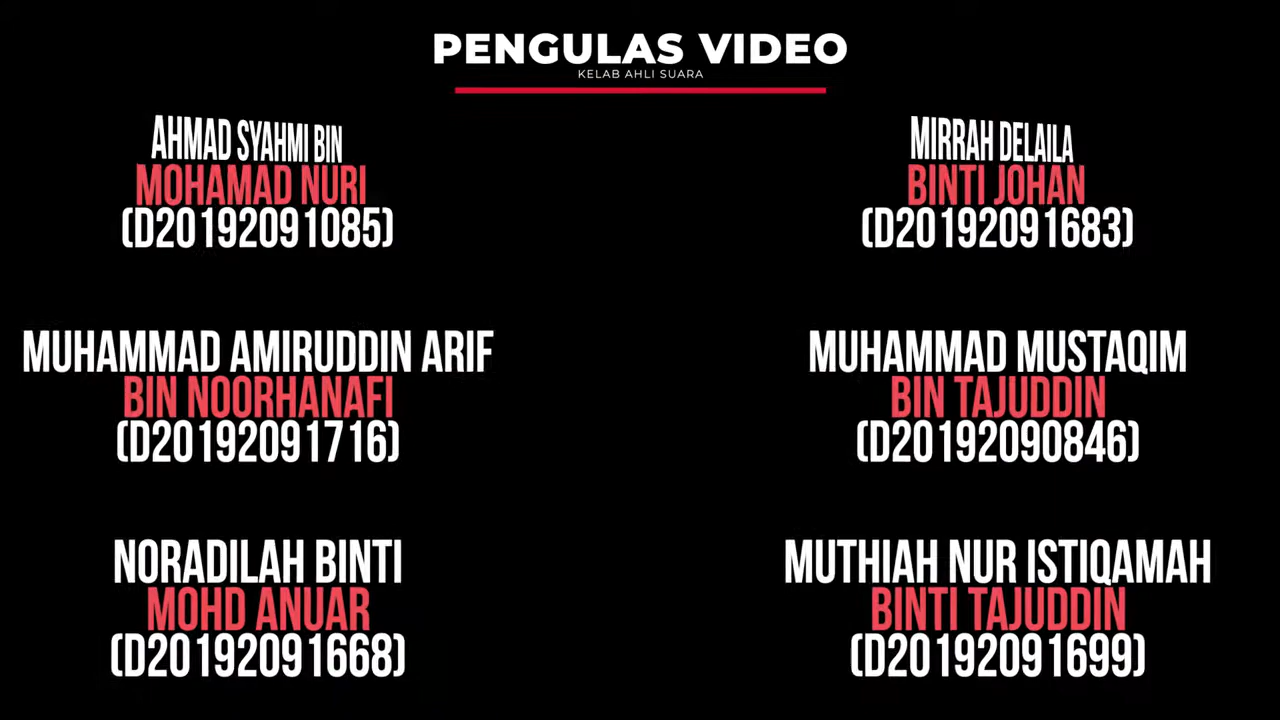 PENGULAS VIDEO
KELAB AHLI SUARA
AHMAD SYAHMI BIN
MOHAMAD NURI
(D20192091085)
MIRRAH DELAILA
BINTI JOHAN
(D20192091683)
MUHAMMAD AMIRUDDIN ARIF
BIN NOORHANAFI
(D20192091716)
MUHAMMAD MUSTAQIM
BIN TAJUDDIN
(D20192090846)
NORADILAH BINTI
MOHD ANUAR
(D20192091668)
MUTHIAH NUR ISTIQAMAH
BINTI TAJUDDIN
(D20192091699)